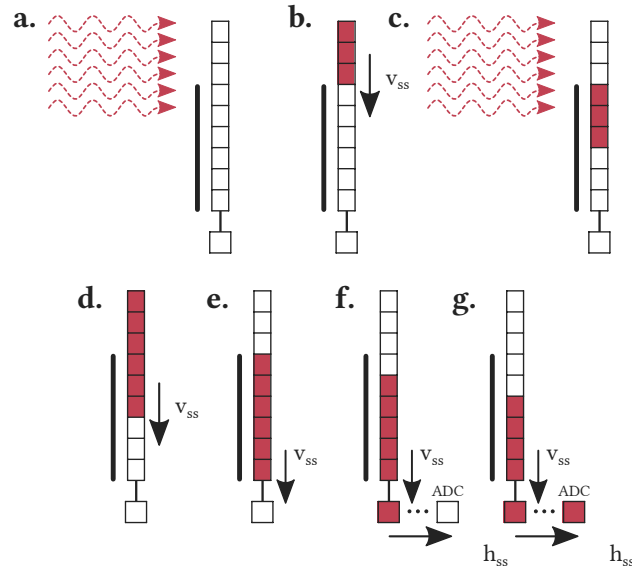 a.
b.
c.
v_ss
d.
e.
f.
g.
v_ss
v_ss
v_ss
v_ss
ADC
ADC
h_ss
h_ss